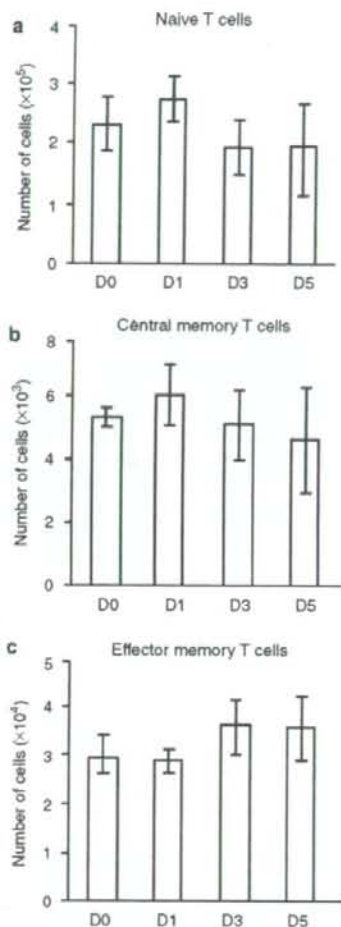 a
Naive T cells
Number of cells (×10⁵)
4
3
2
1
0
D0 D1 D3 D5
b
Central memory T cells
Number of cells (×10³)
8
6
4
2
0
D0 D1 D3 D5
c
Effector memory T cells
Number of cells (×10⁴)
5
4
3
2
1
0
D0 D1 D3 D5